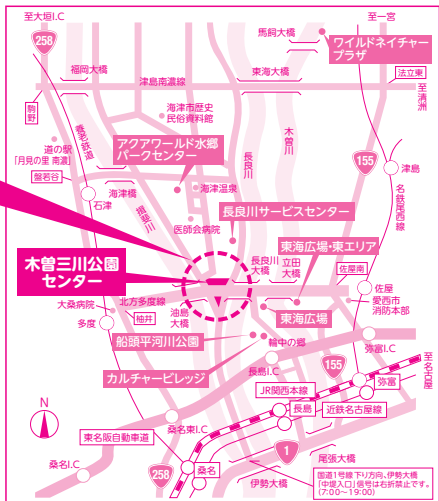 至大垣I.C
258
馬飼大橋
至一宮
ワイルドネイチャー
プラザ
福岡大橋
津島南濃線
東海大橋
法立東
至清洲
駒野
海津市歴史
民俗資料館
木曽川
長良川
養老鉄道
道の駅
「月見の里 南濃」
アクアワールド水郷
パークセンター
155
津島
盤若谷
海津橋
海津温泉
石津
揖斐川
名鉄尾西線
医師会病院
長良川サービスセンター
木曽三川公園
センター
長良川
大橋
立田
大橋
東海広場・東エリア
佐屋南
佐屋
大桑病院
北方多度線
油島
大橋
愛西市
消防本部
多度
柚井
東海広場
船頭平河川公園
輪中の郷
弥富I.C
カルチャービレッジ
長島I.C
155
至名古屋
N
JR関西本線
弥富
桑名東I.C
長島
近鉄名古屋線
東名阪自動車道
1
桑名I.C
258
桑名
尾張大橋
伊勢大橋
国道1号線下り方向、伊勢大橋
「中堤入口」信号は右折禁止です。
(7:00〜19:00)